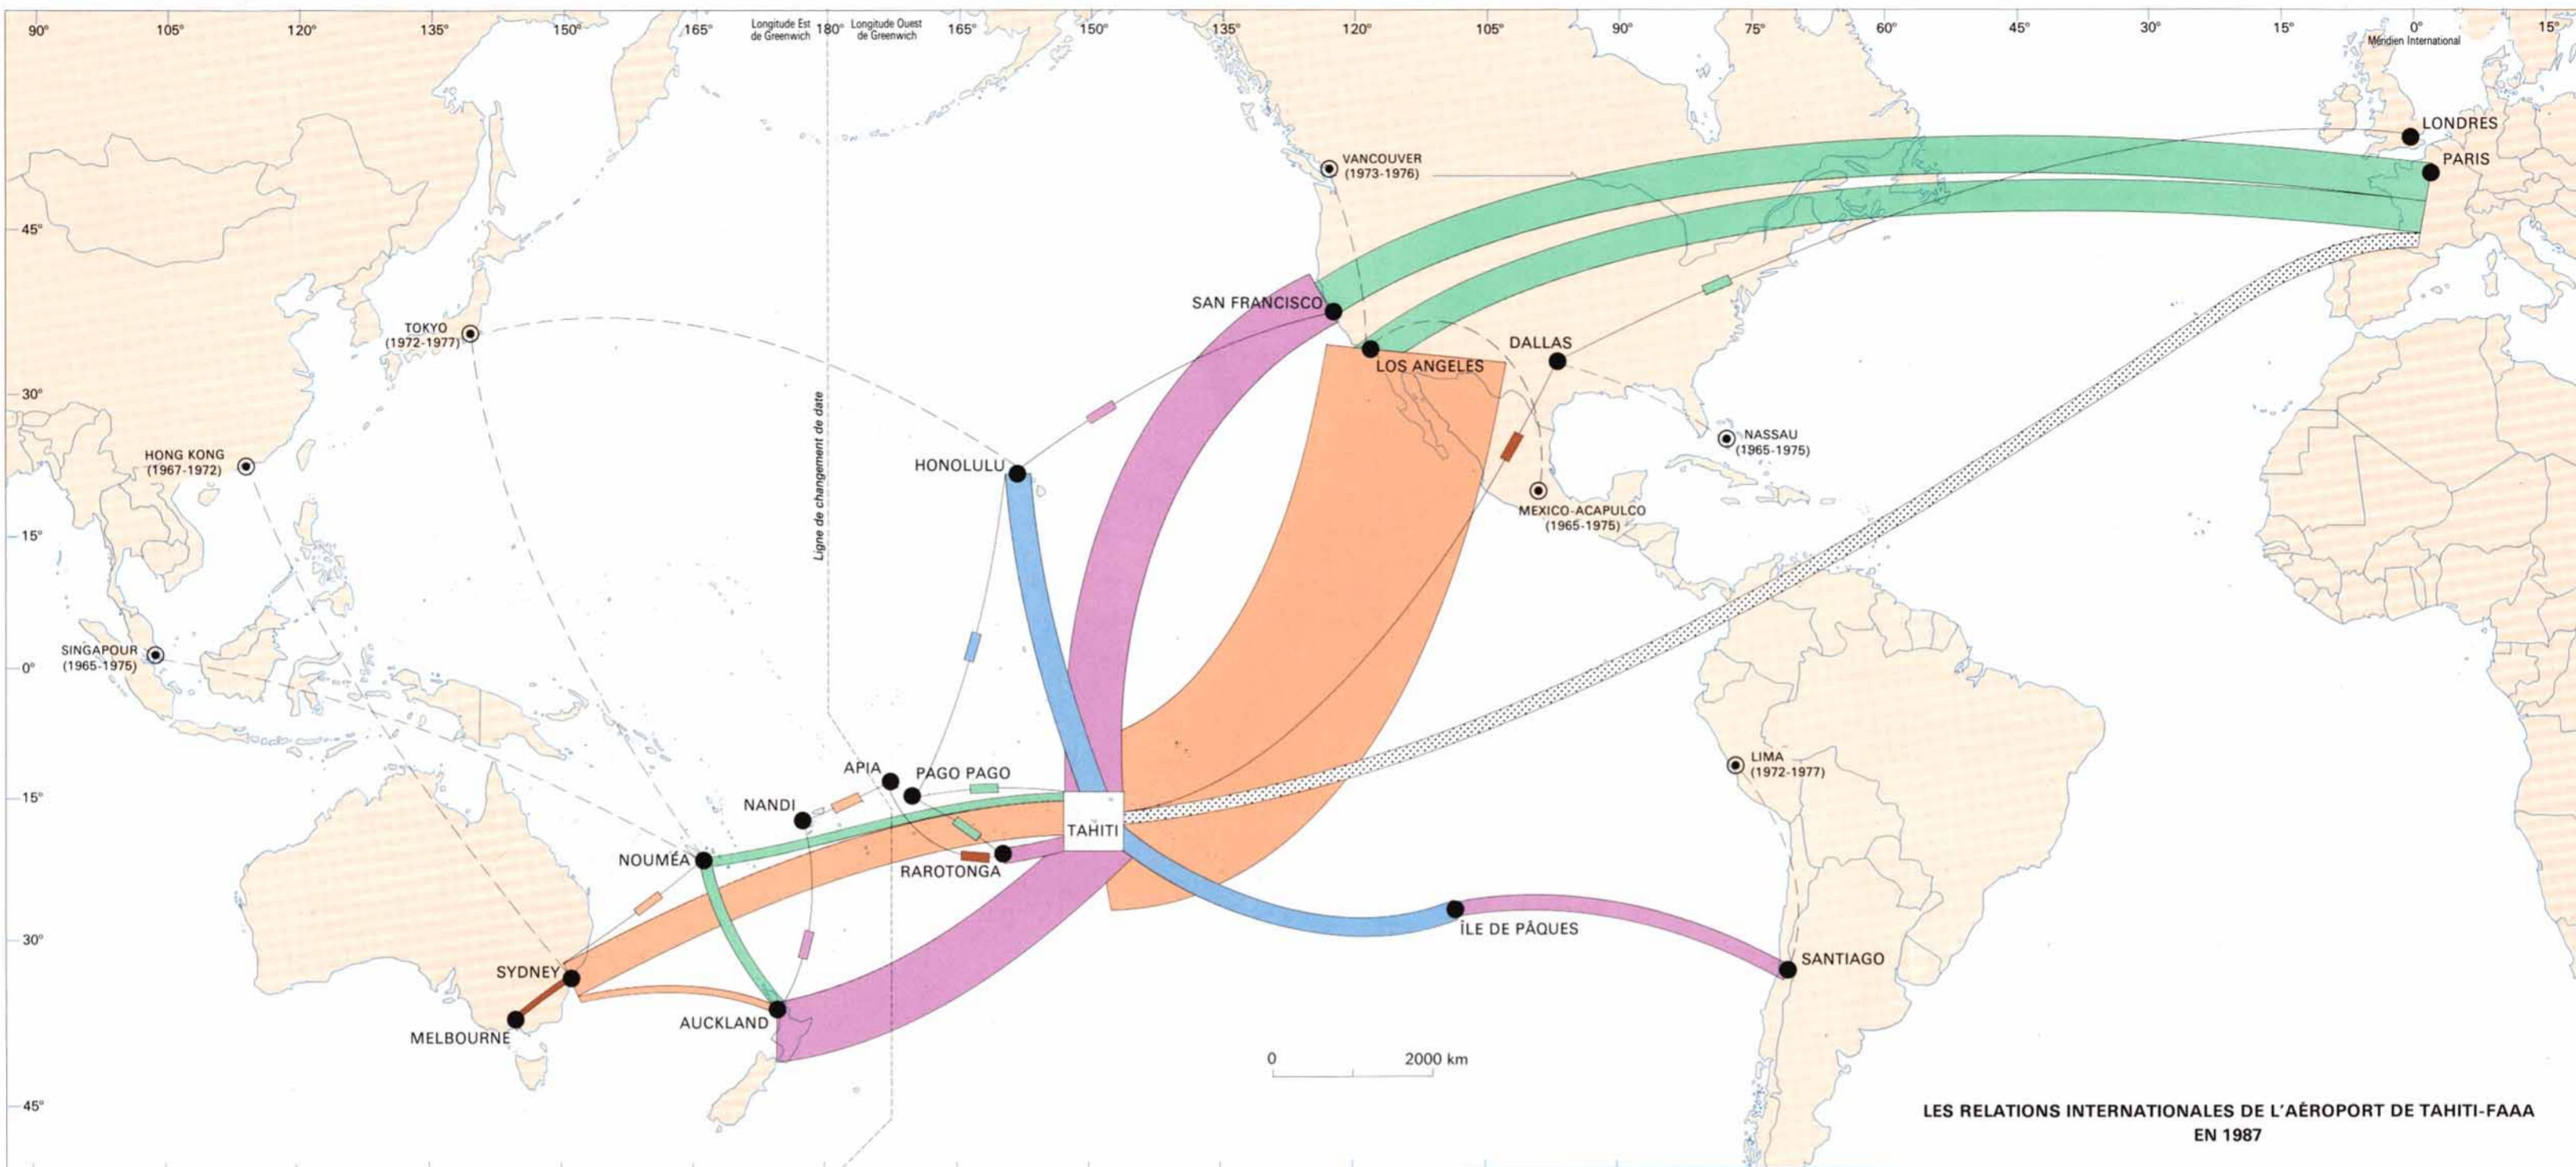 90° 105° 120° 135° 150° 165° Longitude Est de Greenwich 180° Longitude Ouest de Greenwich 165° 150° 135° 120° 105° 90° 75° 60° 45° 30° 15° 0° 15°
Méridien International
LONDRES
PARIS
VANCOUVER
(1973-1976)
45°
SAN FRANCISCO
TOKYO
(1972-1977)
DALLAS
LOS ANGELES
30°
Ligne de changement de date
NASSAU
(1965-1975)
HONG KONG
(1967-1972)
HONOLULU
MEXICO-ACAPULCO
(1965-1975)
15°
SINGAPOUR
(1965-1975)
0°
LIMA
(1972-1977)
APIA
PAGO PAGO
15°
NANDI
TAHITI
NOUMÉA
RAROTONGA
ÎLE DE PÂQUES
30°
SANTIAGO
SYDNEY
AUCKLAND
MELBOURNE
0 2000 km
45°
LES RELATIONS INTERNATIONALES DE L'AÉROPORT DE TAHITI-FAAA
EN 1987